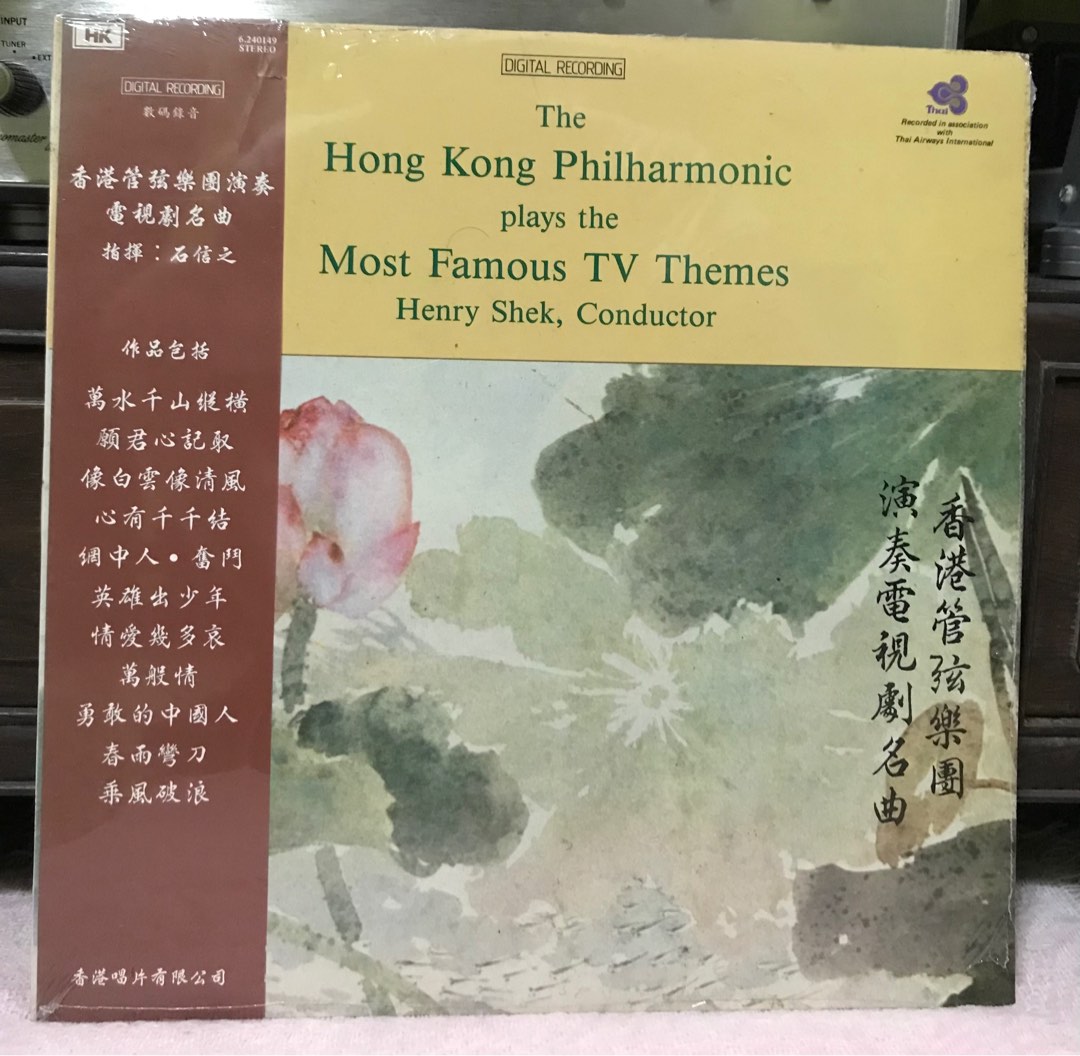 INPUT
TUNER
EXT
HK
6.240149
STEREO
DIGITAL RECORDING
數碼錄音
香港管弦樂團演奏
電視劇名曲
指揮：石信之
作品包括
萬水千山縱橫
願君心記取
像白雲像清風
心有千千結
網中人•奮鬥
英雄出少年
情愛幾多哀
萬般情
勇敢的中國人
春雨彎刀
乘風破浪
香港唱片有限公司
DIGITAL RECORDING
The
Hong Kong Philharmonic
plays the
Most Famous TV Themes
Henry Shek, Conductor
Thai
Recorded in association
with
Thai Airways International
香港管弦樂團
演奏電視劇名曲